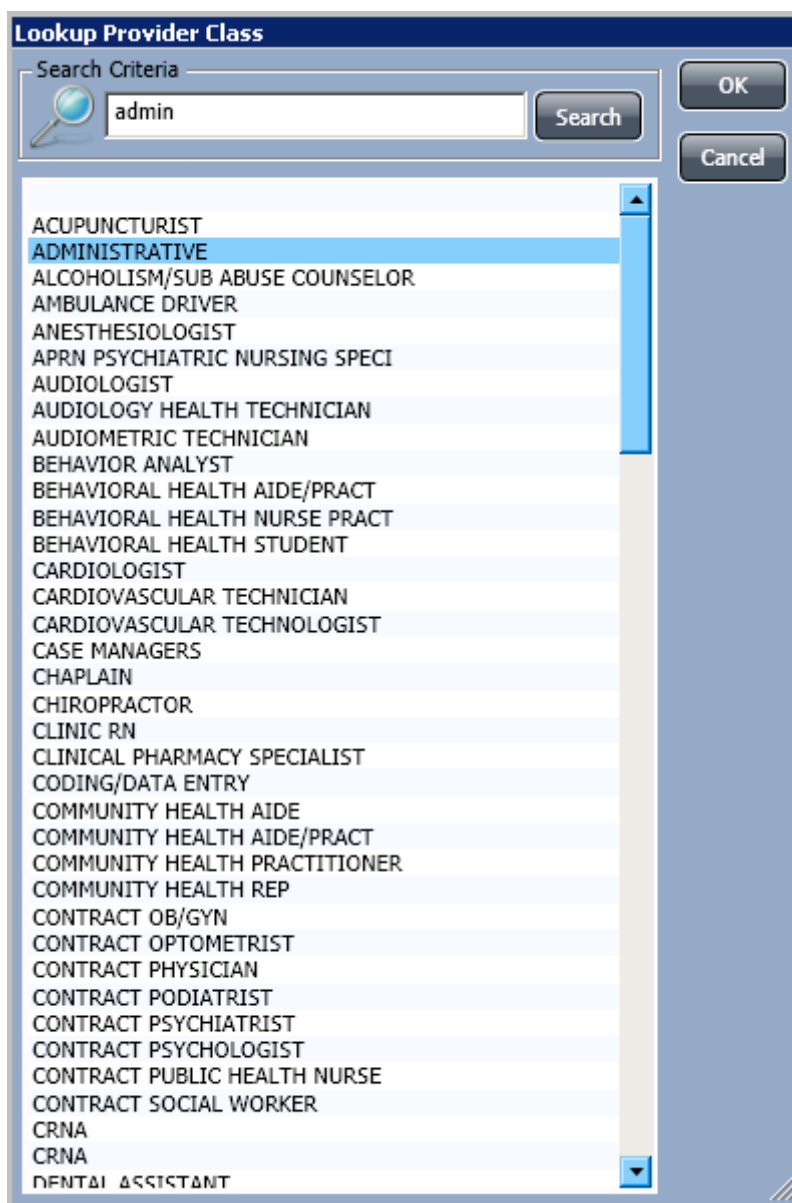 Lookup Provider Class
Search Criteria
OK
admin
Search
Cancel
ACUPUNCTURIST
ADMINISTRATIVE
ALCOHOLISM/SUB ABUSE COUNSELOR
AMBULANCE DRIVER
ANESTHESIOLOGIST
APRN PSYCHIATRIC NURSING SPECI
AUDIOLOGIST
AUDIOLOGY HEALTH TECHNICIAN
AUDIOMETRIC TECHNICIAN
BEHAVIOR ANALYST
BEHAVIORAL HEALTH AIDE/PRACT
BEHAVIORAL HEALTH NURSE PRACT
BEHAVIORAL HEALTH STUDENT
CARDIOLOGIST
CARDIOVASCULAR TECHNICIAN
CARDIOVASCULAR TECHNOLOGIST
CASE MANAGERS
CHAPLAIN
CHIROPRACTOR
CLINIC RN
CLINICAL PHARMACY SPECIALIST
CODING/DATA ENTRY
COMMUNITY HEALTH AIDE
COMMUNITY HEALTH AIDE/PRACT
COMMUNITY HEALTH PRACTITIONER
COMMUNITY HEALTH REP
CONTRACT OB/GYN
CONTRACT OPTOMETRIST
CONTRACT PHYSICIAN
CONTRACT PODIATRIST
CONTRACT PSYCHIATRIST
CONTRACT PSYCHOLOGIST
CONTRACT PUBLIC HEALTH NURSE
CONTRACT SOCIAL WORKER
CRNA
CRNA
DENTAL ASSISTANT